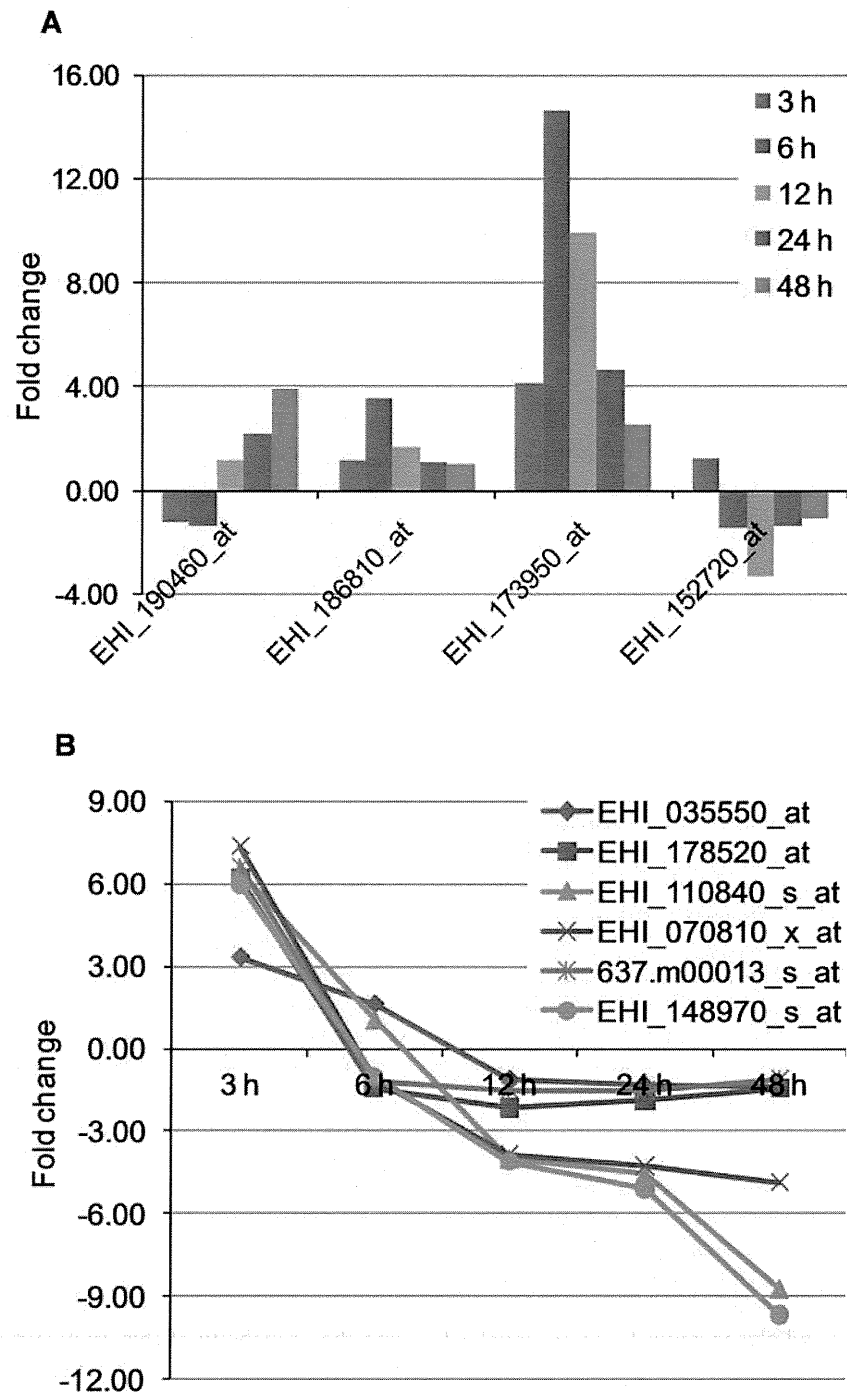 A
16.00
12.00
8.00
4.00
0.00
-4.00
Fold change
3 h
6 h
12 h
24 h
48 h
EHI_190460_at
EHI_186810_at
EHI_173950_at
EHI_152720_at
B
9.00
6.00
3.00
0.00
-3.00
-6.00
-9.00
-12.00
Fold change
EHI_035550_at
EHI_178520_at
EHI_110840_s_at
EHI_070810_x_at
637.m00013_s_at
EHI_148970_s_at
3 h
6 h
12 h
24 h
48 h